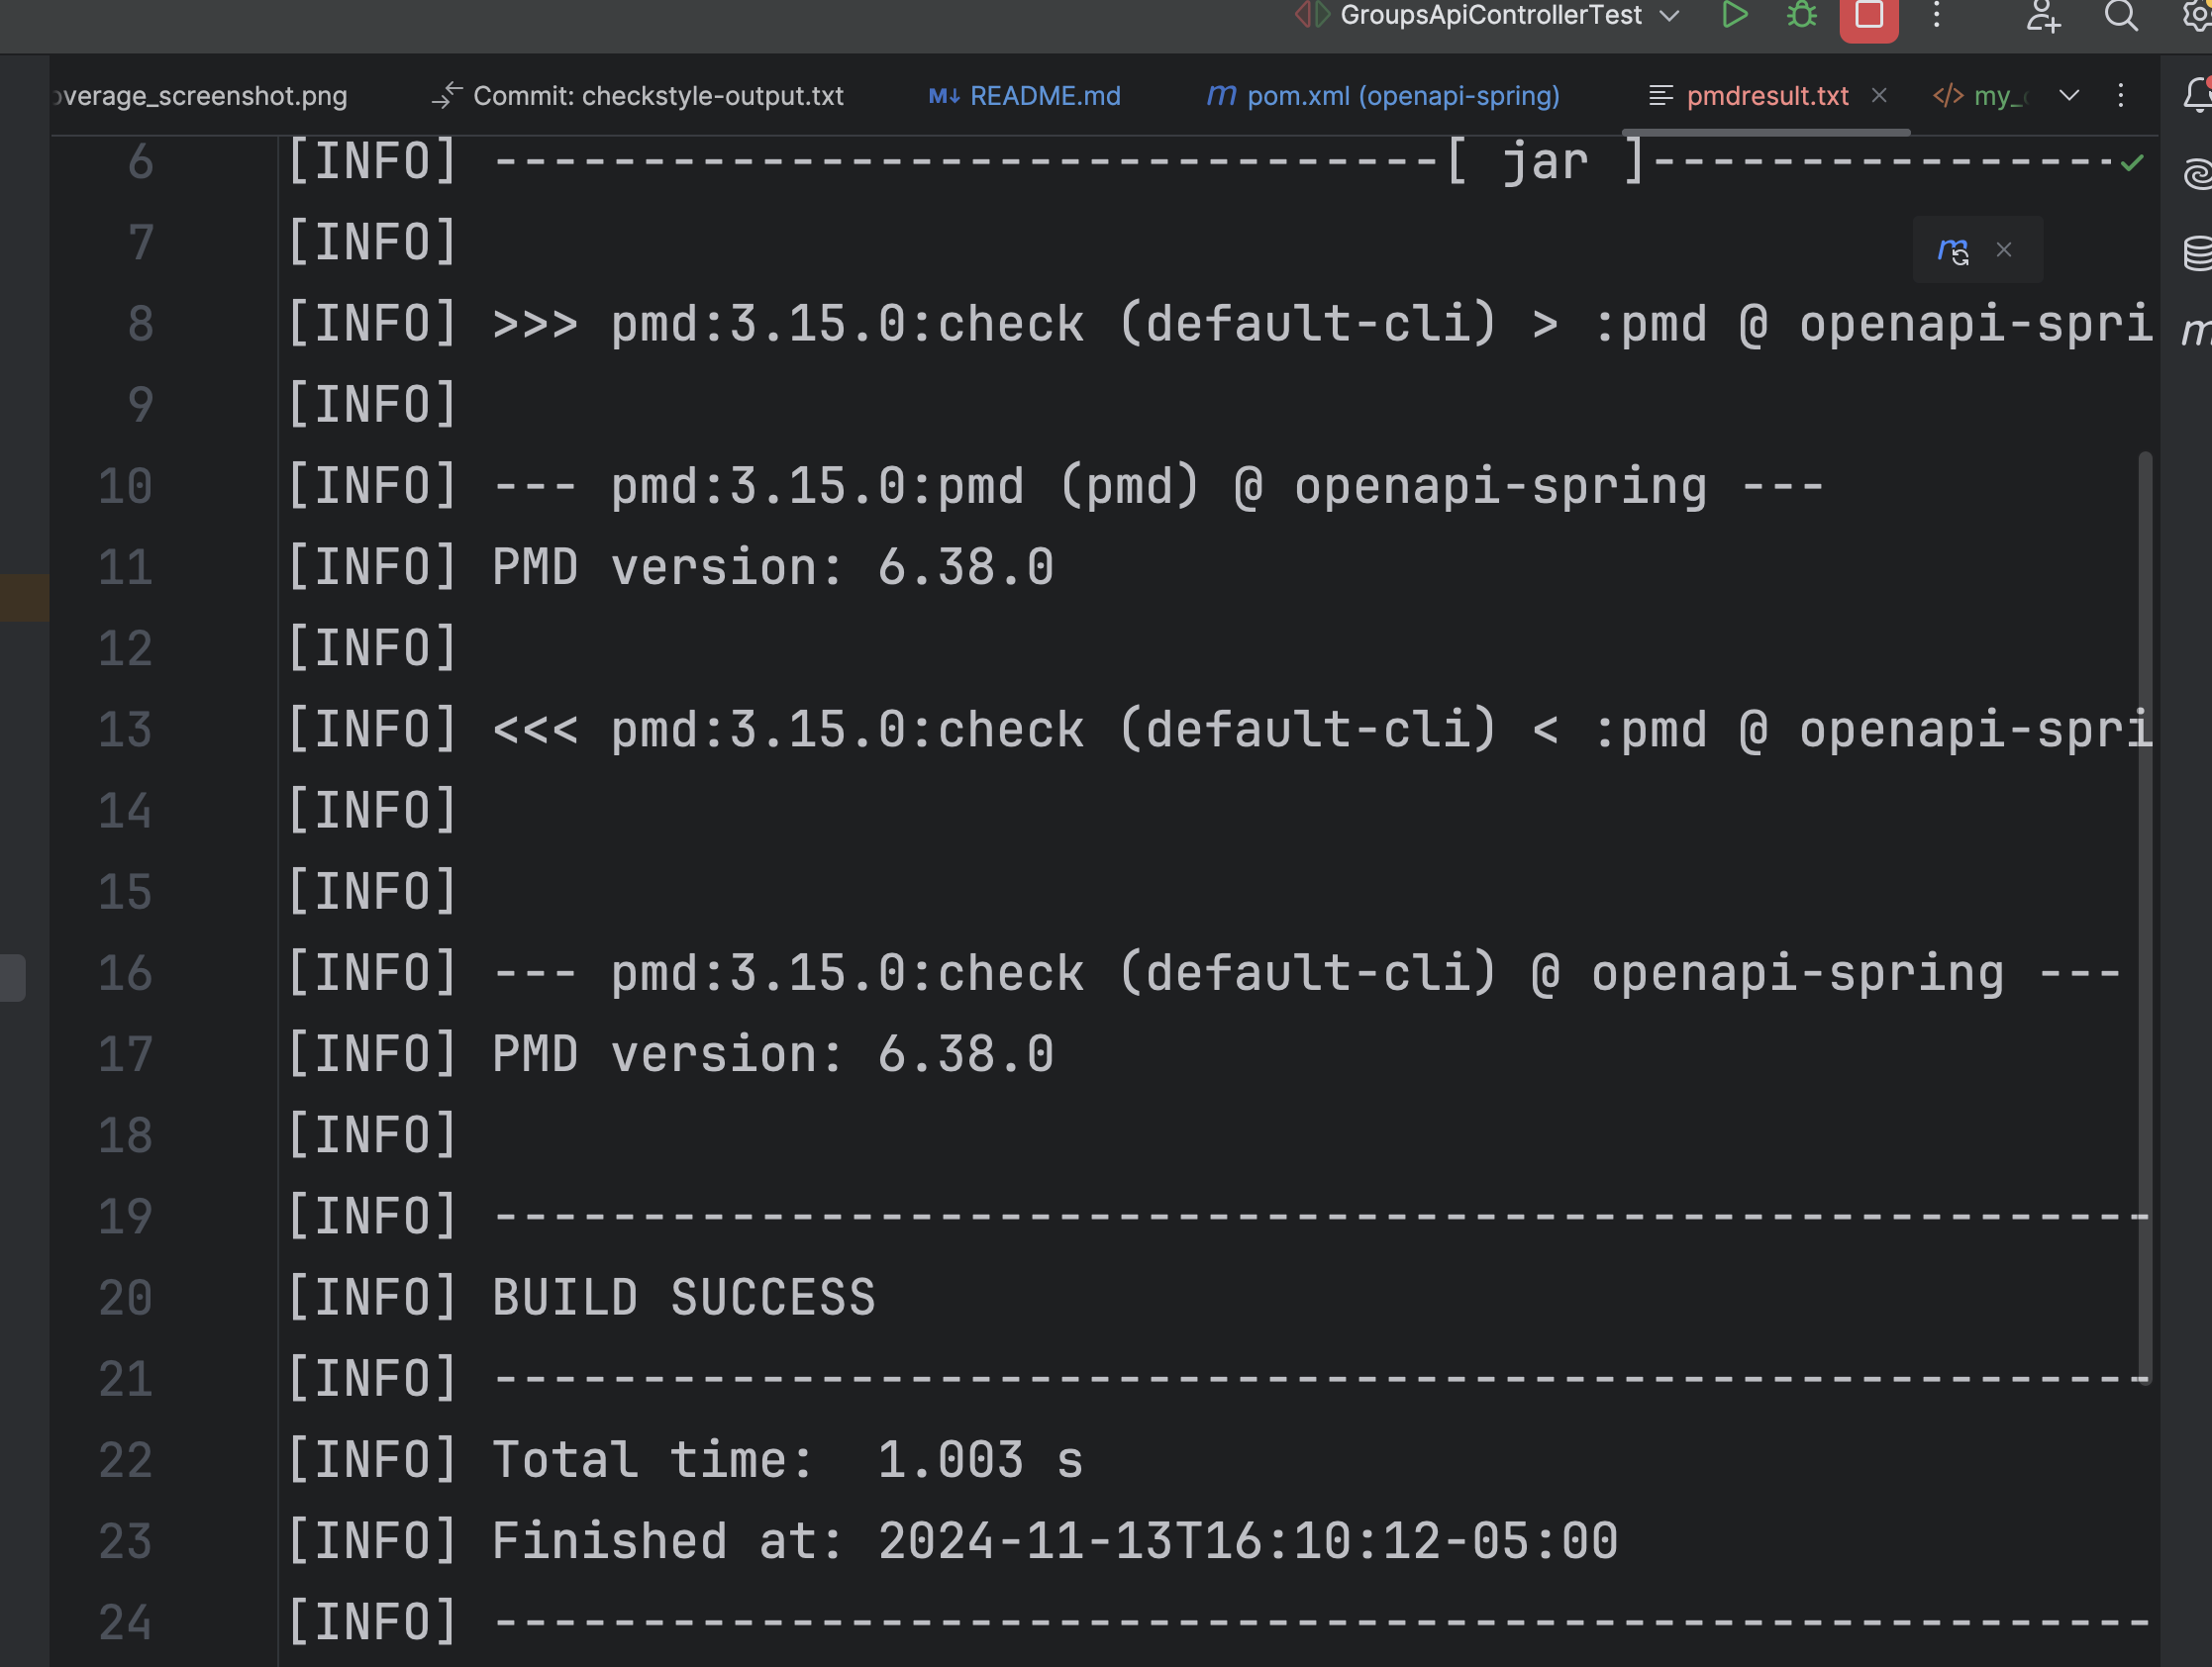 GroupsApiControllerTest
verage_screenshot.png Commit: checkstyle-output.txt M↓ README.md m pom.xml (openapi-spring) pmdresult.txt </> my_
6 [INFO] --------------------------------[ jar ]----------------
7 [INFO]
8 [INFO] >>> pmd:3.15.0:check (default-cli) > :pmd @ openapi-spri
9 [INFO]
10 [INFO] --- pmd:3.15.0:pmd (pmd) @ openapi-spring ---
11 [INFO] PMD version: 6.38.0
12 [INFO]
13 [INFO] <<< pmd:3.15.0:check (default-cli) < :pmd @ openapi-spri
14 [INFO]
15 [INFO]
16 [INFO] --- pmd:3.15.0:check (default-cli) @ openapi-spring ---
17 [INFO] PMD version: 6.38.0
18 [INFO]
19 [INFO] --------------------------------------------------------
20 [INFO] BUILD SUCCESS
21 [INFO] --------------------------------------------------------
22 [INFO] Total time:  1.003 s
23 [INFO] Finished at: 2024-11-13T16:10:12-05:00
24 [INFO] --------------------------------------------------------